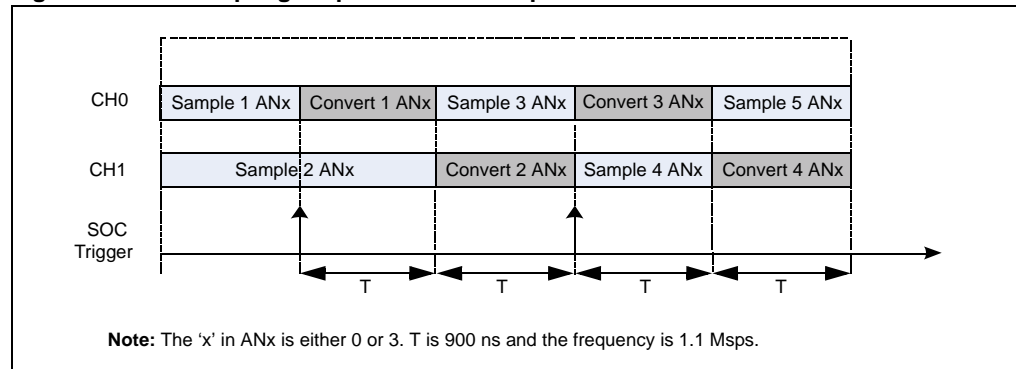 CH0 Sample 1 ANx Convert 1 ANx Sample 3 ANx Convert 3 ANx Sample 5 ANx
CH1 Sample 2 ANx Convert 2 ANx Sample 4 ANx Convert 4 ANx
SOC
Trigger
T T T T
Note: The ‘x’ in ANx is either 0 or 3. T is 900 ns and the frequency is 1.1 Msps.